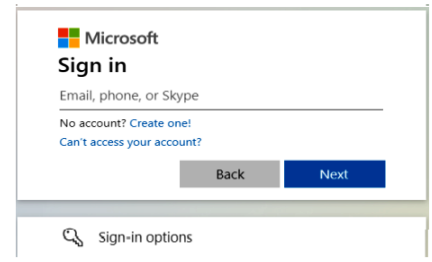 Microsoft
Sign in
Email, phone, or Skype
No account? Create one!
Can't access your account?
Back Next
Sign-in options